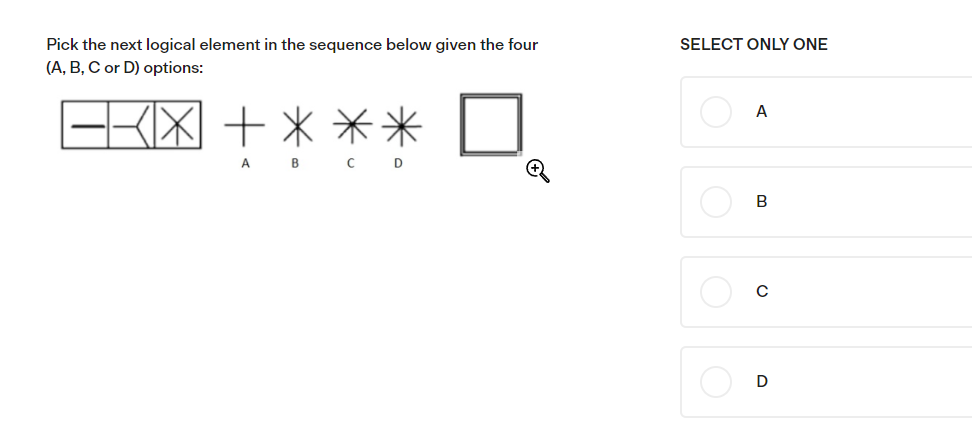 Pick the next logical element in the sequence below given the four
(A, B, C or D) options:
A B C D
SELECT ONLY ONE
A
B
C
D